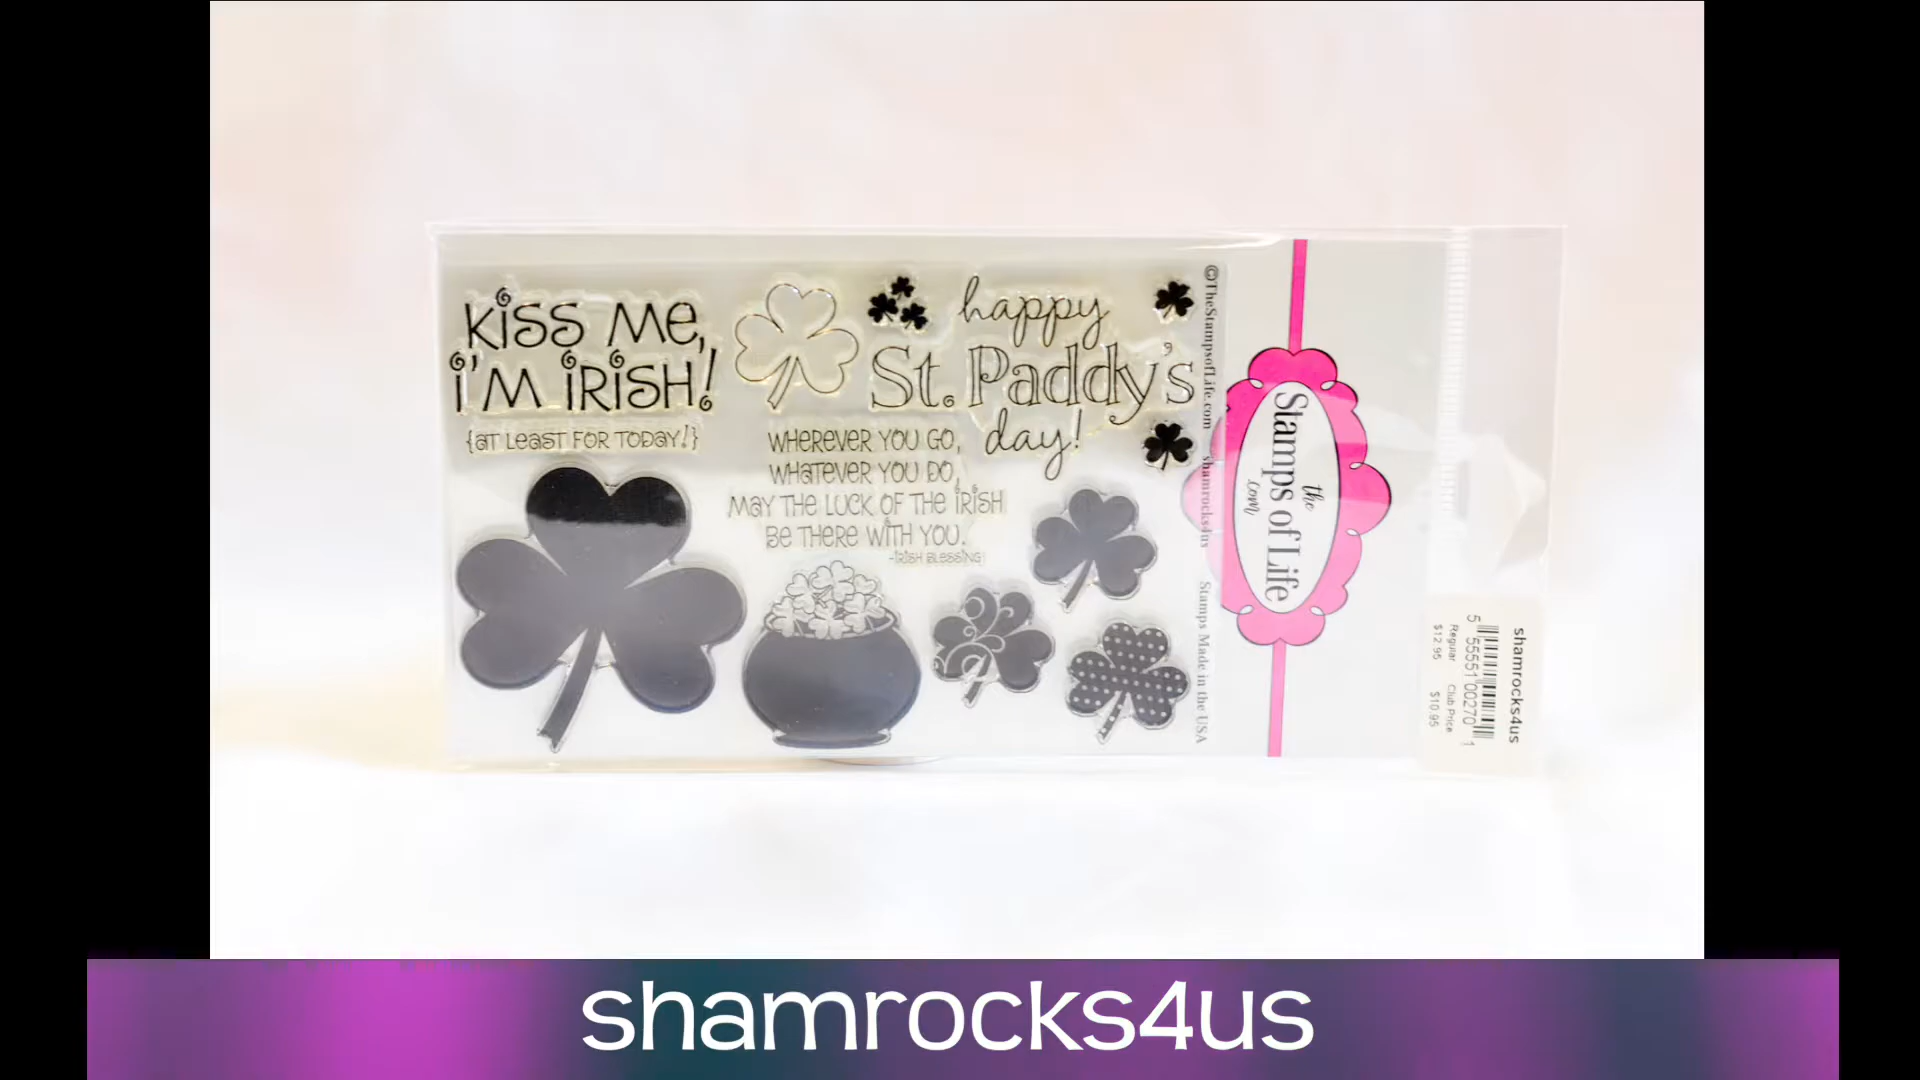 Kiss Me,
i'm irish!
{at least for today!}
happy
St. Paddy's
day!
Wherever you go,
whatever you do,
may the luck of the irish
be there with you.
-irish blessing
©TheStampsofLife.com shamrocks4us Stamps Made in the USA
the
Stamps of Life
.com
shamrocks4us
5 55551 00270 1
Regular Club Price
$12.95 $10.95
shamrocks4us